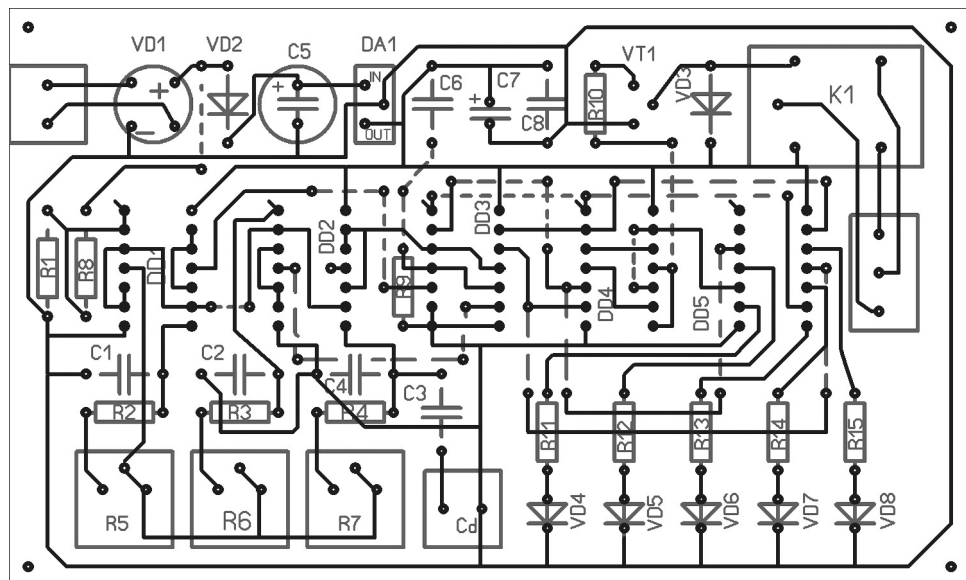 VD1
VD2
C5
DA1
IN
OUT
C6
C7
C8
R10
VT1
VD3
K1
R1
R8
DD1
DD2
R9
DD3
DD4
DD5
C1
C2
C4
C3
R2
R3
R4
R11
R12
R13
R14
R15
R5
R6
R7
Cd
VD4
VD5
VD6
VD7
VD8